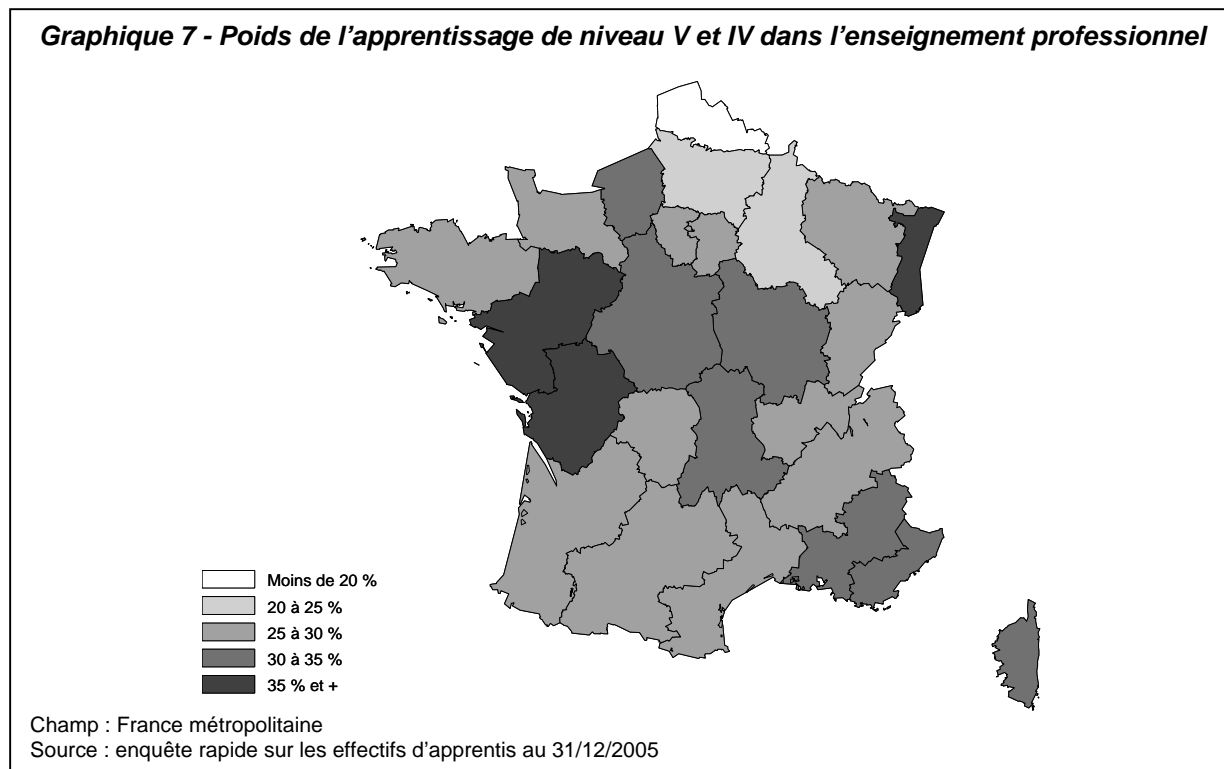 Graphique 7 - Poids de l'apprentissage de niveau V et IV dans l'enseignement professionnel
Moins de 20 %
20 à 25 %
25 à 30 %
30 à 35 %
35 % et +
Champ : France métropolitaine
Source : enquête rapide sur les effectifs d'apprentis au 31/12/2005